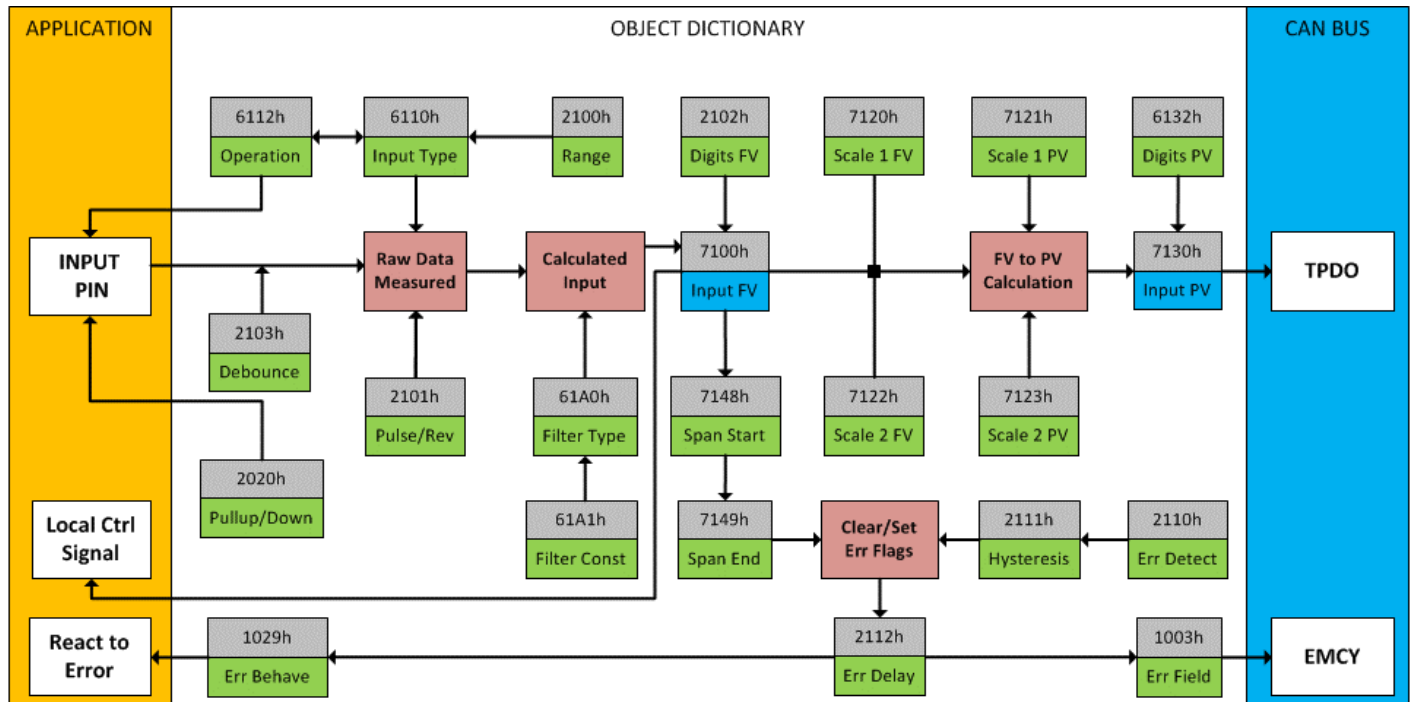 APPLICATION
OBJECT DICTIONARY
CAN BUS
6112h
Operation
6110h
Input Type
2100h
Range
2102h
Digits FV
7120h
Scale 1 FV
7121h
Scale 1 PV
6132h
Digits PV
INPUT
PIN
Raw Data
Measured
Calculated
Input
7100h
Input FV
FV to PV
Calculation
7130h
Input PV
TPDO
2103h
Debounce
2101h
Pulse/Rev
61A0h
Filter Type
7148h
Span Start
7122h
Scale 2 FV
7123h
Scale 2 PV
2020h
Pullup/Down
Local Ctrl
Signal
61A1h
Filter Const
7149h
Span End
Clear/Set
Err Flags
2111h
Hysteresis
2110h
Err Detect
React to
Error
1029h
Err Behave
2112h
Err Delay
1003h
Err Field
EMCY